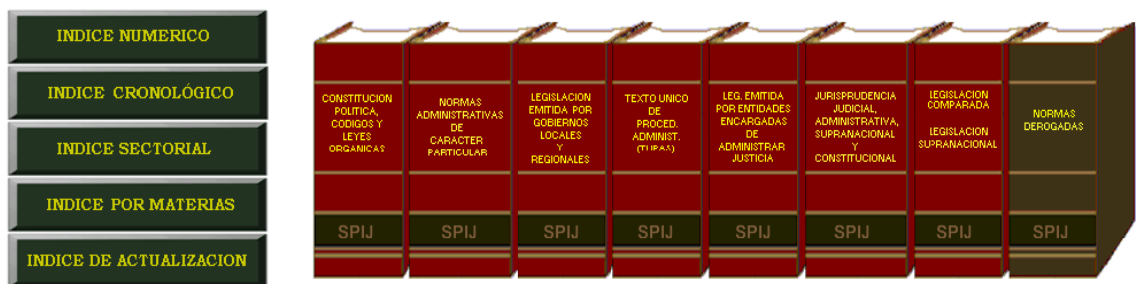 INDICE NUMERICO
INDICE CRONOLÓGICO
INDICE SECTORIAL
INDICE POR MATERIAS
INDICE DE ACTUALIZACION
CONSTITUCION
POLITICA,
CODIGOS Y
LEYES
ORGANICAS
SPIJ
NORMAS
ADMINISTRATIVAS
DE
CARACTER
PARTICULAR
SPIJ
LEGISLACION
EMITIDA POR
GOBIERNOS
LOCALES
Y
REGIONALES
SPIJ
TEXTO UNICO
DE
PROCED.
ADMINIST.
(TUPAS)
SPIJ
LEG. EMITIDA
POR ENTIDADES
ENCARGADAS
DE
ADMINISTRAR
JUSTICIA
SPIJ
JURISPRUDENCIA
JUDICIAL,
ADMINISTRATIVA,
SUPRANACIONAL
Y
CONSTITUCIONAL
SPIJ
LEGISLACION
COMPARADA
LEGISLACION
SUPRANACIONAL
SPIJ
NORMAS
DEROGADAS
SPIJ